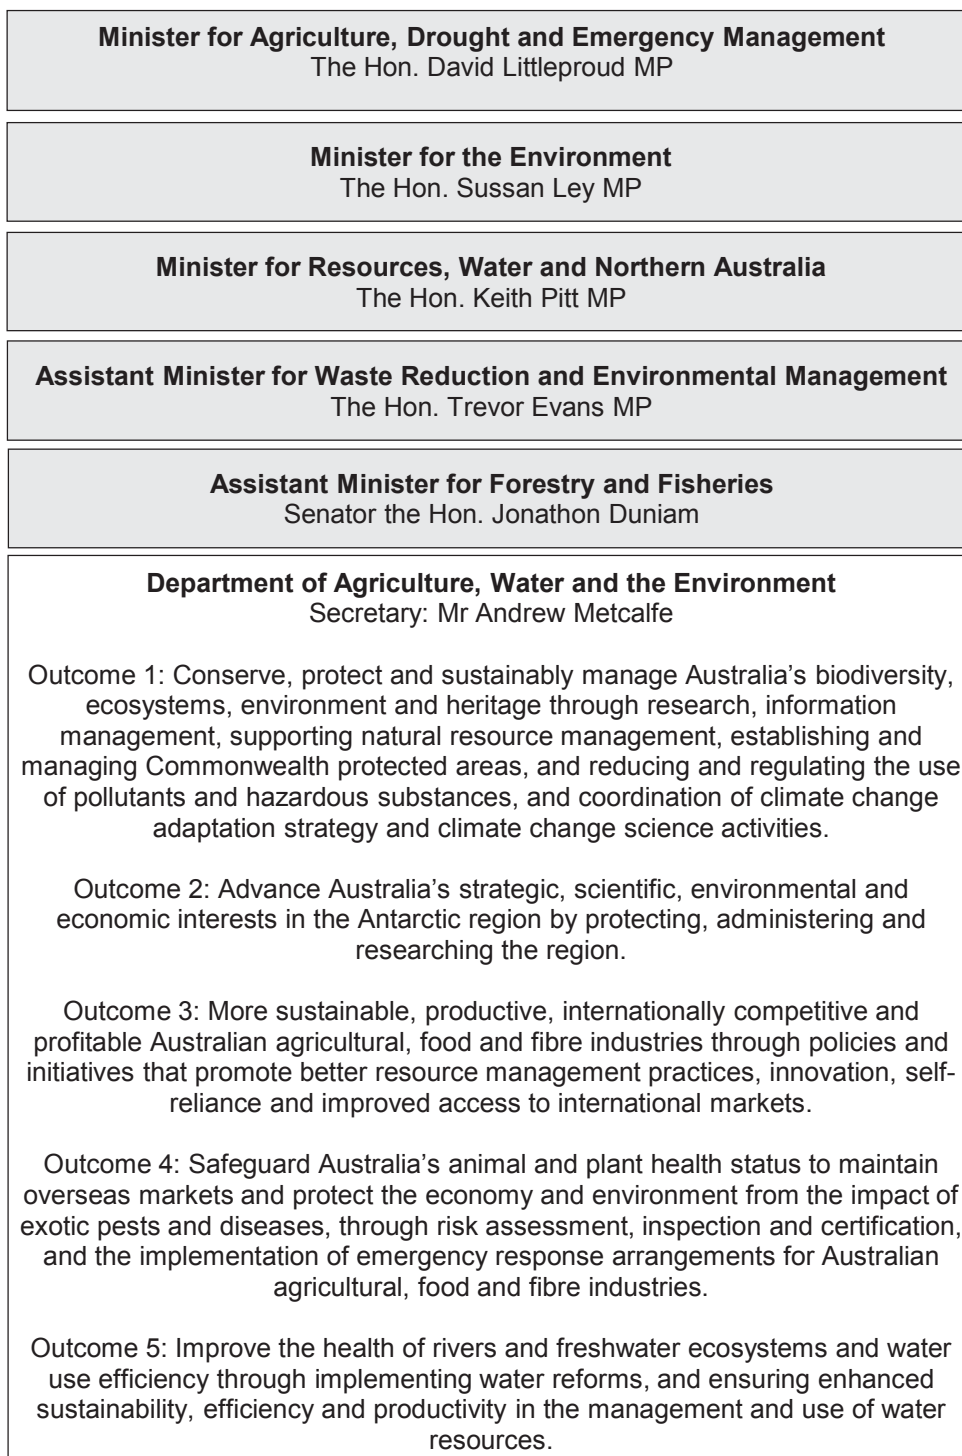 Minister for Agriculture, Drought and Emergency Management
The Hon. David Littleproud MP
Minister for the Environment
The Hon. Sussan Ley MP
Minister for Resources, Water and Northern Australia
The Hon. Keith Pitt MP
Assistant Minister for Waste Reduction and Environmental Management
The Hon. Trevor Evans MP
Assistant Minister for Forestry and Fisheries
Senator the Hon. Jonathon Duniam
Department of Agriculture, Water and the Environment
Secretary: Mr Andrew Metcalfe
Outcome 1: Conserve, protect and sustainably manage Australia’s biodiversity,
ecosystems, environment and heritage through research, information
management, supporting natural resource management, establishing and
managing Commonwealth protected areas, and reducing and regulating the use
of pollutants and hazardous substances, and coordination of climate change
adaptation strategy and climate change science activities.
Outcome 2: Advance Australia’s strategic, scientific, environmental and
economic interests in the Antarctic region by protecting, administering and
researching the region.
Outcome 3: More sustainable, productive, internationally competitive and
profitable Australian agricultural, food and fibre industries through policies and
initiatives that promote better resource management practices, innovation, self-
reliance and improved access to international markets.
Outcome 4: Safeguard Australia’s animal and plant health status to maintain
overseas markets and protect the economy and environment from the impact of
exotic pests and diseases, through risk assessment, inspection and certification,
and the implementation of emergency response arrangements for Australian
agricultural, food and fibre industries.
Outcome 5: Improve the health of rivers and freshwater ecosystems and water
use efficiency through implementing water reforms, and ensuring enhanced
sustainability, efficiency and productivity in the management and use of water
resources.